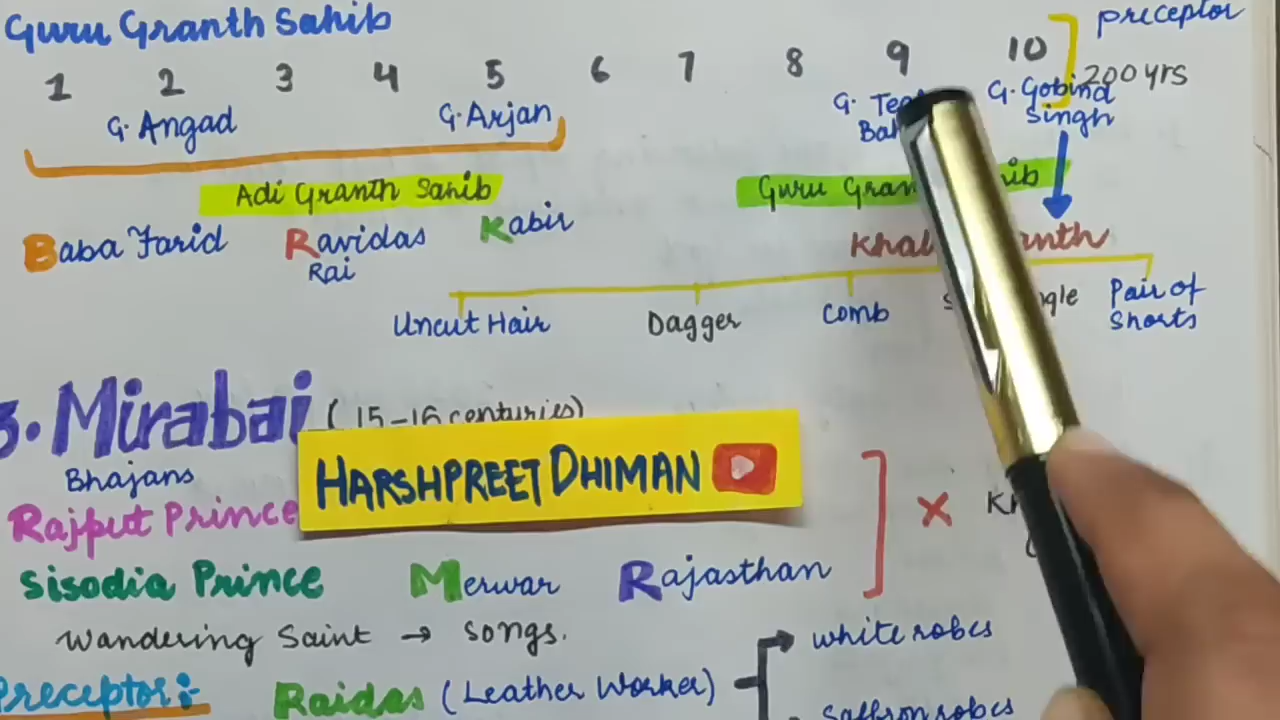 Guru Granth Sahib
preceptor
1 2 3 4 5 6 7 8 9 10
200 yrs
G. Angad G. Arjan G. G. Gobind Singh
Adi Granth Sahib Guru
Baba Farid Ravidas Kabir
Rai
Uncut Hair Dagger Comb Pair of Shorts
3. Mirabai (15-16 centuries)
Bhajans
HARSHPREET DHIMAN
Rajput Prince
Sisodia Prince Merwar Rajasthan
×
Wandering Saint → songs.
white robes
Preceptor:- Raidas (Leather Worker)
saffron robes